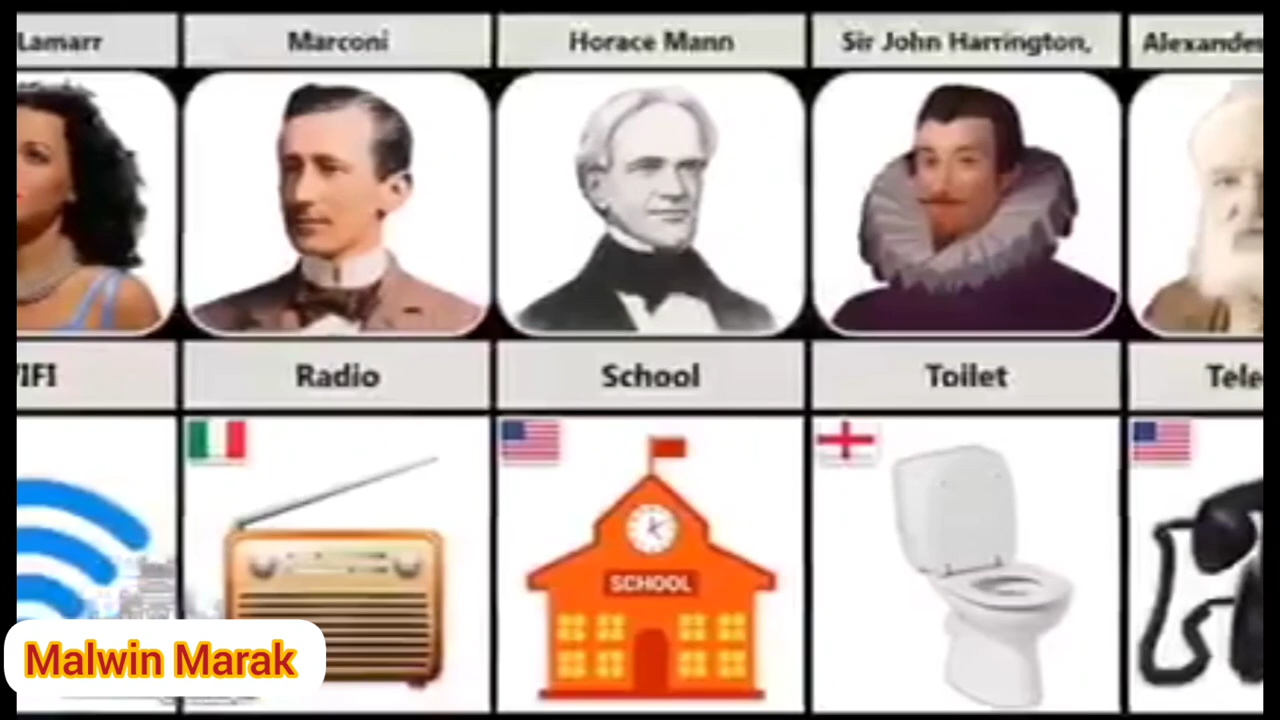 Lamarr
Marconi
Horace Mann
Sir John Harrington,
Alexander
IFI
Radio
School
Toilet
Tele
SCHOOL
Malwin Marak